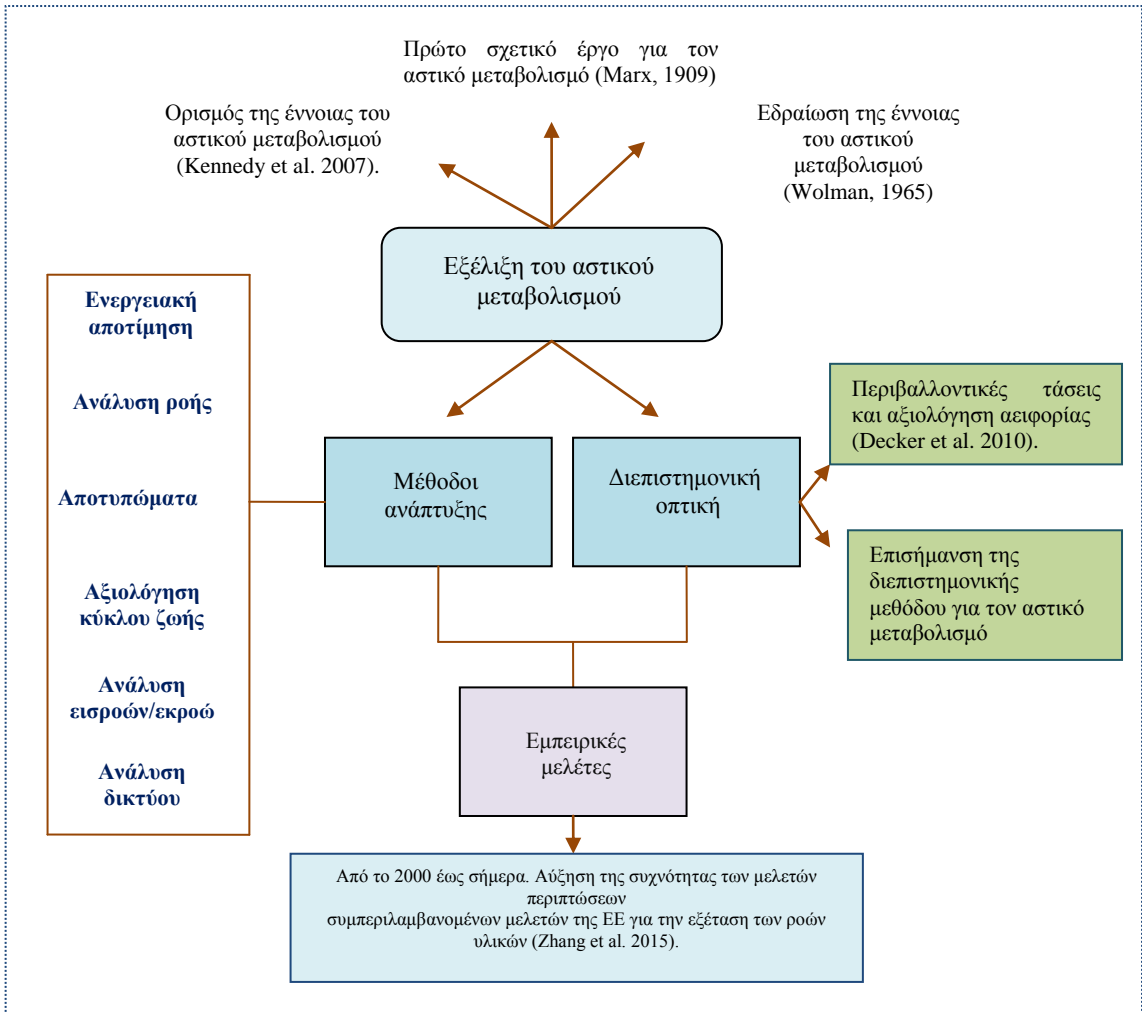 Πρώτο σχετικό έργο για τον
αστικό μεταβολισμό (Marx, 1909)
Ορισμός της έννοιας του
αστικού μεταβολισμού
(Kennedy et al. 2007).
Εδραίωση της έννοιας
του αστικού
μεταβολισμού
(Wolman, 1965)
Εξέλιξη του αστικού
μεταβολισμού
Ενεργειακή
αποτίμηση
Ανάλυση ροής
Αποτυπώματα
Αξιολόγηση
κύκλου ζωής
Ανάλυση
εισροών/εκροώ
Ανάλυση
δικτύου
Μέθοδοι
ανάπτυξης
Διεπιστημονική
οπτική
Περιβαλλοντικές τάσεις
και αξιολόγηση αειφορίας
(Decker et al. 2010).
Επισήμανση της
διεπιστημονικής
μεθόδου για τον αστικό
μεταβολισμό
Εμπειρικές
μελέτες
Από το 2000 έως σήμερα. Αύξηση της συχνότητας των μελετών
περιπτώσεων
συμπεριλαμβανομένων μελετών της ΕΕ για την εξέταση των ροών
υλικών (Zhang et al. 2015).